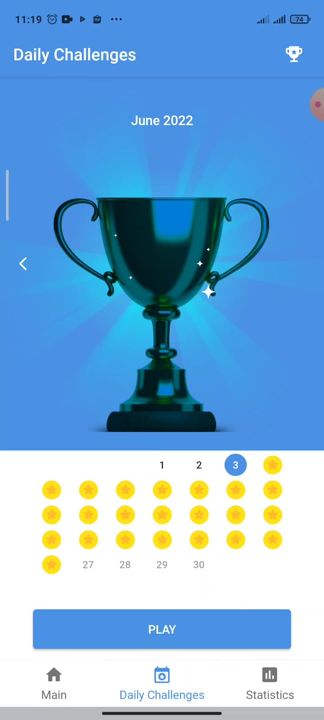 11:19
74
Daily Challenges
June 2022
1 2 3
27 28 29 30
PLAY
Main Daily Challenges Statistics